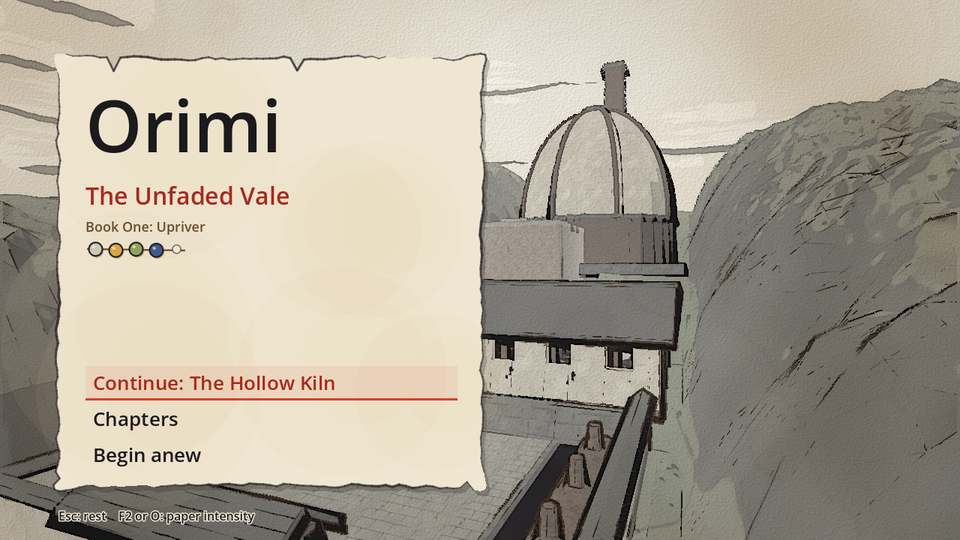 Orimi
The Unfaded Vale
Book One: Upriver
Continue: The Hollow Kiln
Chapters
Begin anew
Esc: rest F2 or O: paper intensity